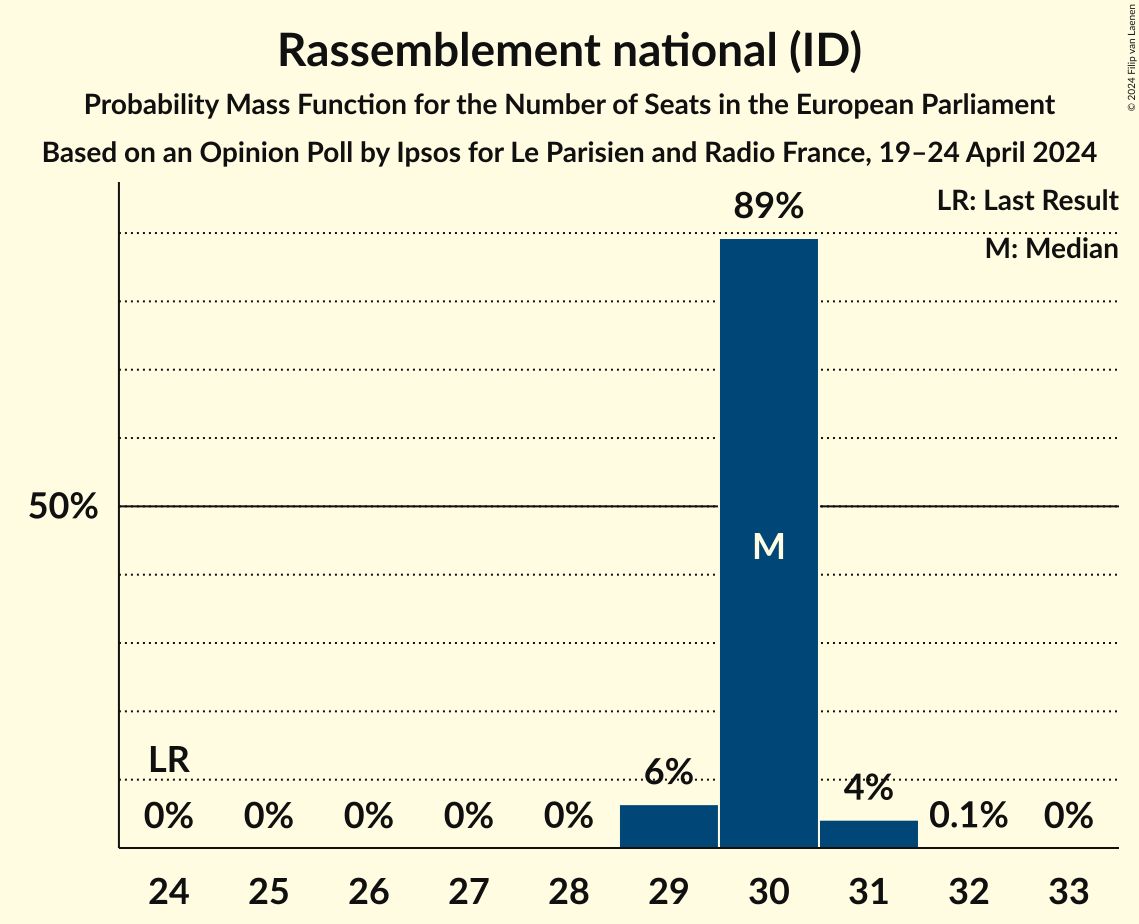 Rassemblement national (ID)
Probability Mass Function for the Number of Seats in the European Parliament
Based on an Opinion Poll by Ipsos for Le Parisien and Radio France, 19–24 April 2024
© 2024 Filip van Laenen
LR: Last Result
M: Median
89%
50%
M
LR
6%
4%
0% 0% 0% 0% 0% 0.1% 0%
24 25 26 27 28 29 30 31 32 33